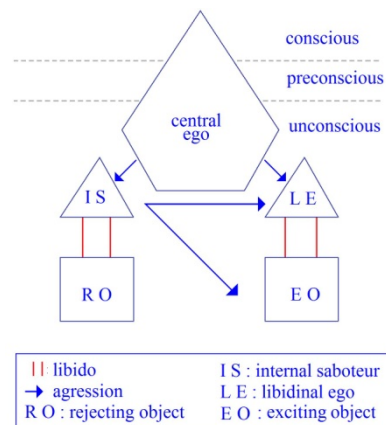 conscious
preconscious
central
ego
unconscious
I S
L E
R O
E O
libido
agression
R O : rejecting object
I S : internal saboteur
L E : libidinal ego
E O : exciting object